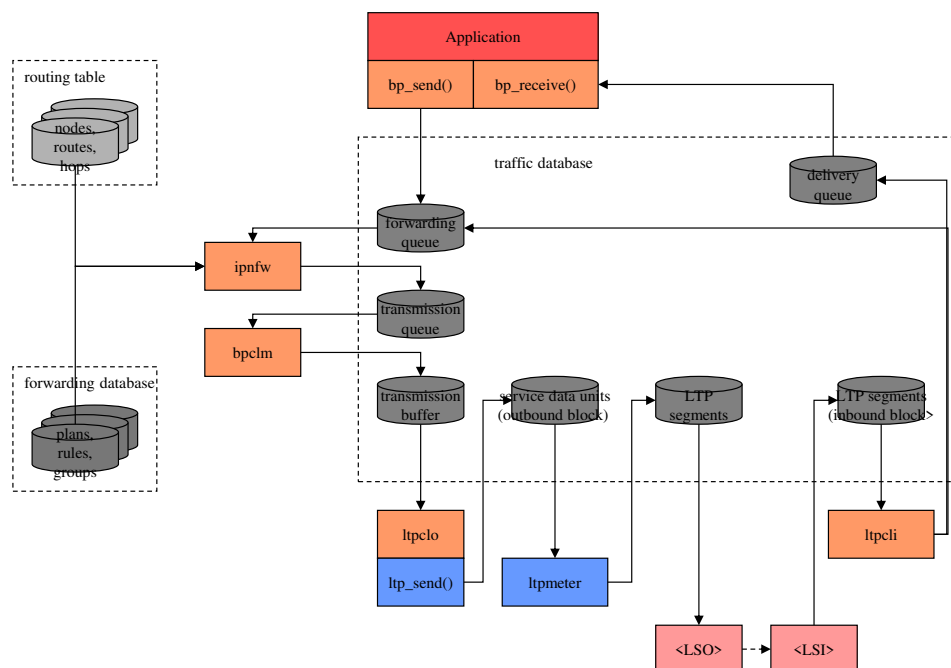 Application
bp_send()
bp_receive()
routing table
nodes,
routes,
hops
traffic database
delivery
queue
forwarding
queue
ipnfw
transmission
queue
bpclm
forwarding database
plans,
rules,
groups
transmission
buffer
service data units
(outbound block)
LTP
segments
LTP segments
(inbound block>
ltpclo
ltp_send()
ltpmeter
ltpcli
<LSO>
<LSI>